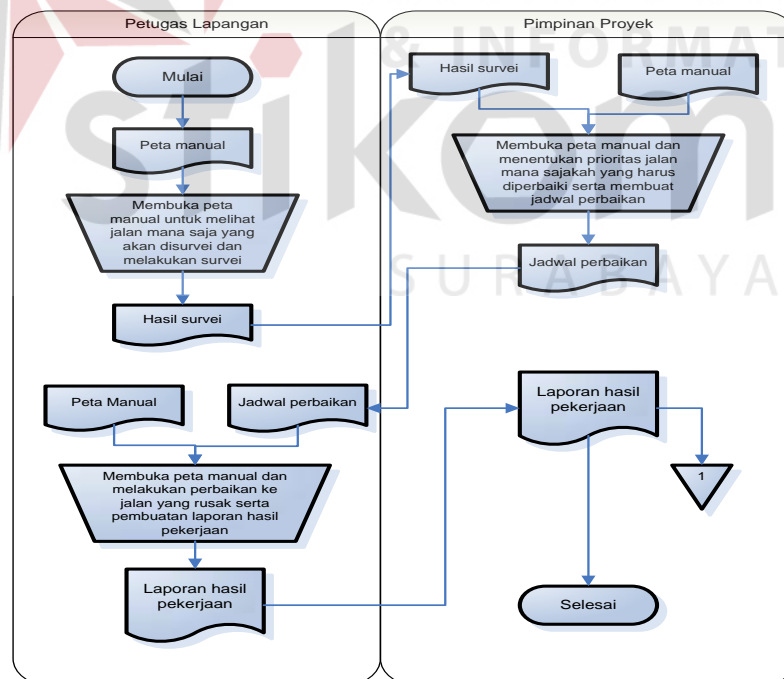 Petugas Lapangan
Mulai
Peta manual
Membuka peta
manual untuk melihat
jalan mana saja yang
akan disurvei dan
melakukan survei
Hasil survei
Peta Manual
Jadwal perbaikan
Membuka peta manual dan
melakukan perbaikan ke
jalan yang rusak serta
pembuatan laporan hasil
pekerjaan
Laporan hasil
pekerjaan
Pimpinan Proyek
Hasil survei
Peta manual
Membuka peta manual dan
menentukan prioritas jalan
mana sajakah yang harus
diperbaiki serta membuat
jadwal perbaikan
Jadwal perbaikan
Laporan hasil
pekerjaan
1
Selesai
& INFORMAT
stikom
SURABAYA